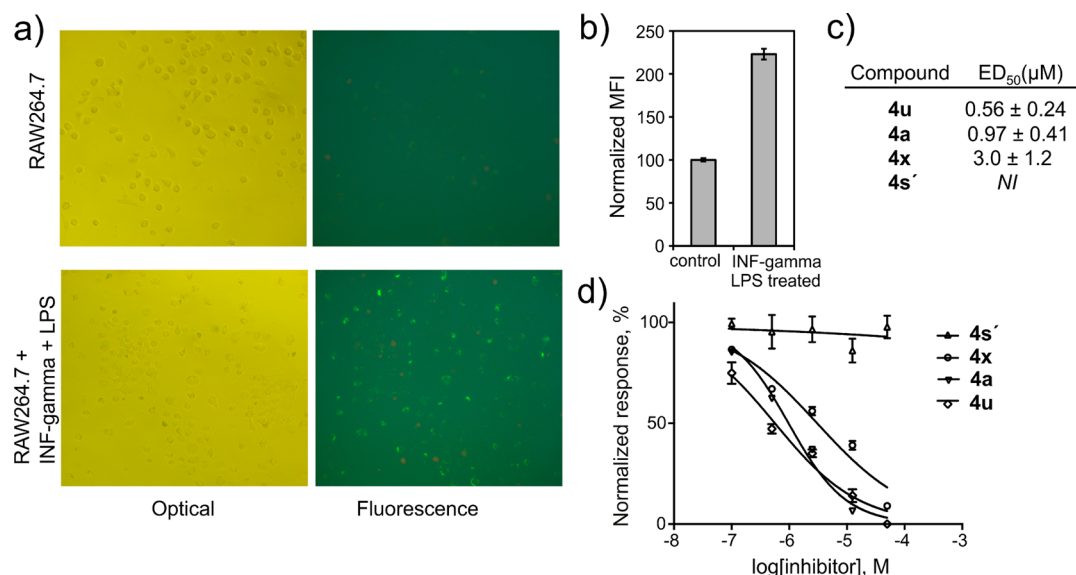 a)
RAW264.7
RAW264.7 +
INF-gamma + LPS
Optical
Fluorescence
b)
Normalized MFI
250
200
150
100
50
0
control
INF-gamma
LPS treated
c)
Compound ED50(µM)
4u 0.56 ± 0.24
4a 0.97 ± 0.41
4x 3.0 ± 1.2
4s´ NI
d)
Normalized response, %
100
50
0
-8 -7 -6 -5 -4 -3
log[inhibitor], M
4s´
4x
4a
4u